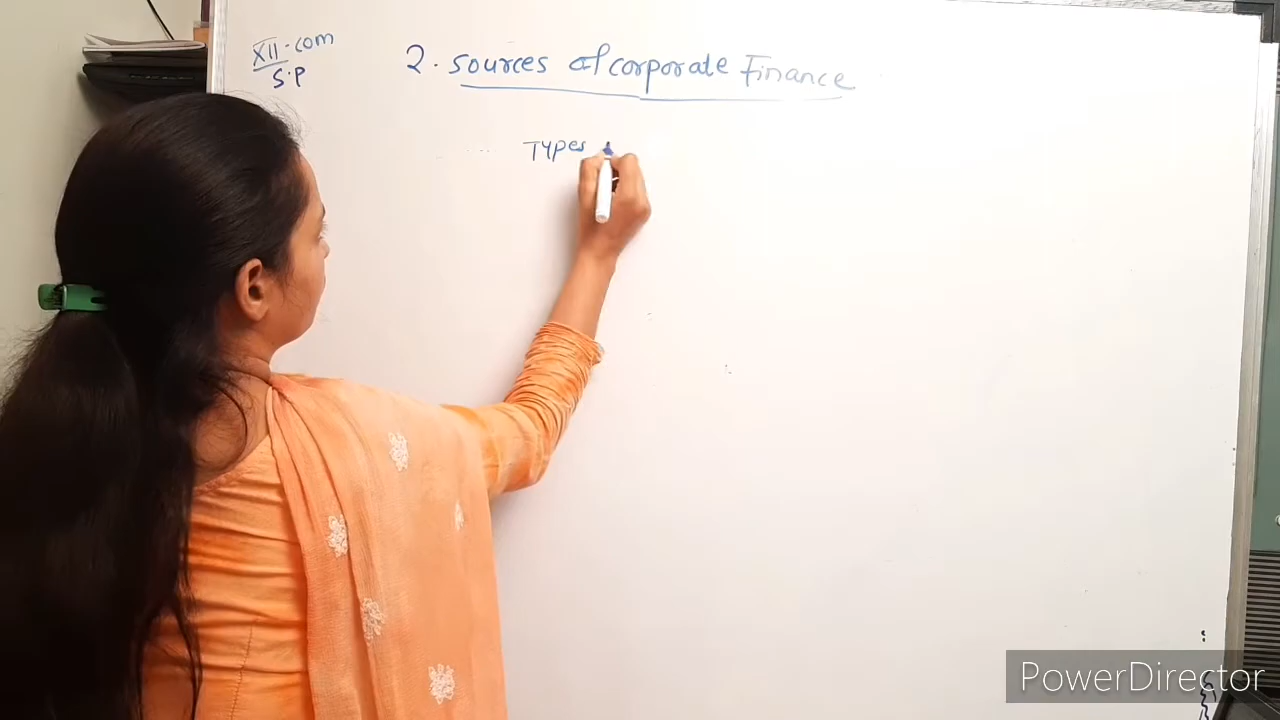 XII - com
S.P
2. Sources of corporate Finance
Types
PowerDirector